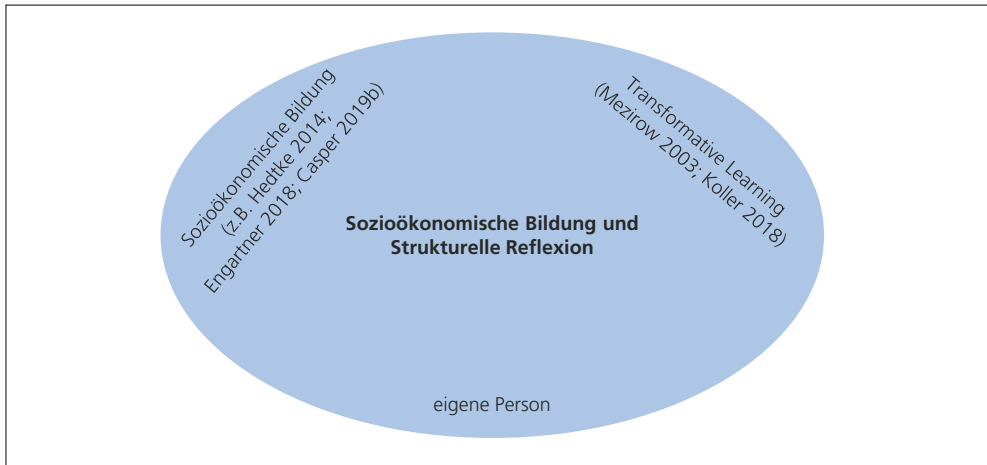 Sozioökonomische Bildung
(z.B. Hedtke 2014;
Engartner 2018; Casper 2019b)
Transformative Learning
(Mezirow 2003; Koller 2018)
Sozioökonomische Bildung und
Strukturelle Reflexion
eigene Person